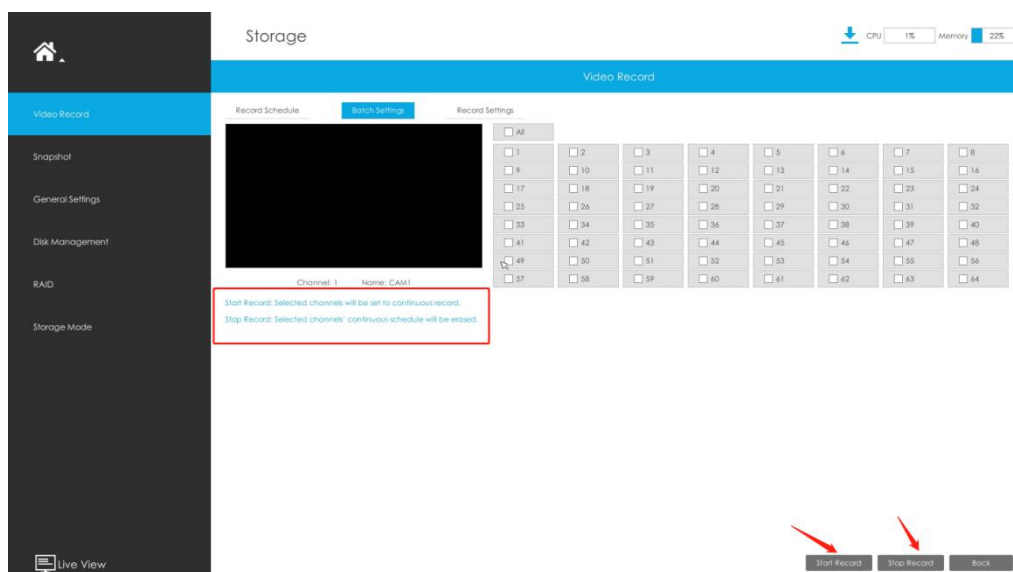 Storage
CPU 1% Memory 22%
Video Record
Video Record
Snapshot
General Settings
Disk Management
RAID
Storage Mode
Live View
Record Schedule Batch Settings Record Settings
All
1 2 3 4 5 6 7 8
9 10 11 12 13 14 15 16
17 18 19 20 21 22 23 24
25 26 27 28 29 30 31 32
33 34 35 36 37 38 39 40
41 42 43 44 45 46 47 48
49 50 51 52 53 54 55 56
57 58 59 60 61 62 63 64
Channel: 1 Name: CAM1
Start Record: Selected channels will be set to continuous record.
Stop Record: Selected channels' continuous schedule will be erased.
Start Record Stop Record Back